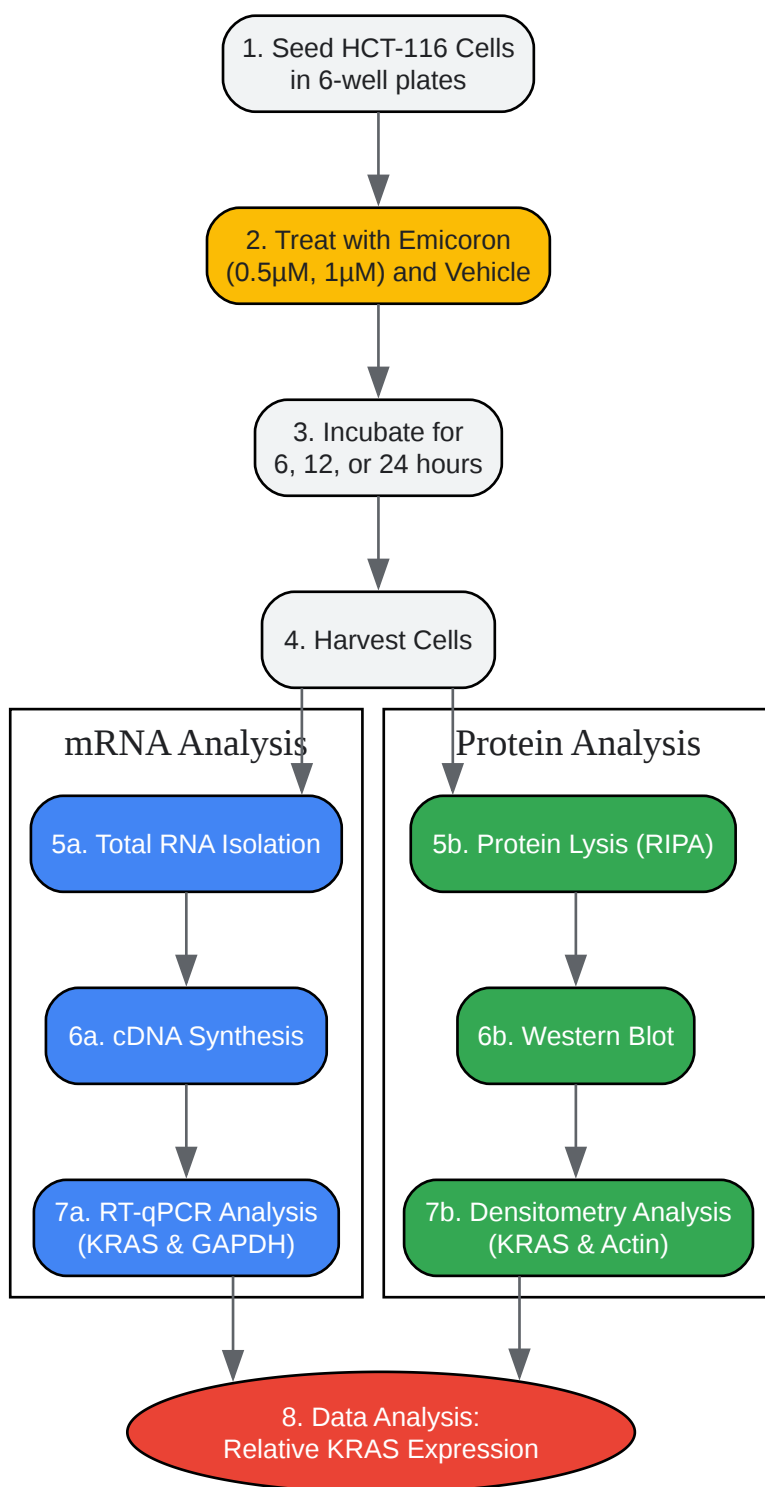 1. Seed HCT-116 Cells
in 6-well plates
2. Treat with Emicoron
(0.5µM, 1µM) and Vehicle
3. Incubate for
6, 12, or 24 hours
4. Harvest Cells
mRNA Analysis
5a. Total RNA Isolation
6a. cDNA Synthesis
7a. RT-qPCR Analysis
(KRAS & GAPDH)
Protein Analysis
5b. Protein Lysis (RIPA)
6b. Western Blot
7b. Densitometry Analysis
(KRAS & Actin)
8. Data Analysis:
Relative KRAS Expression